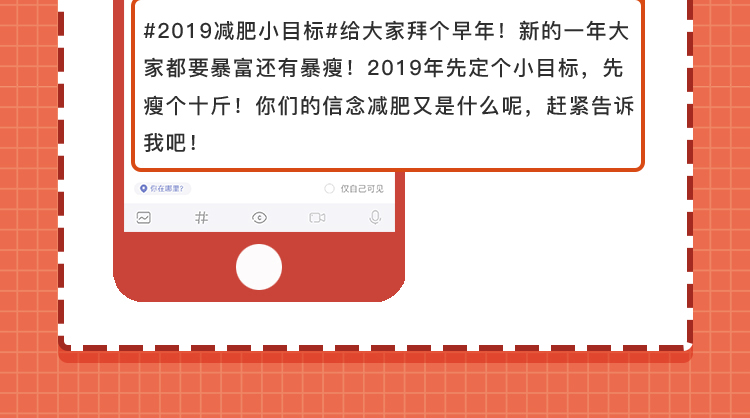 #2019减肥小目标#给大家拜个早年！新的一年大
家都要暴富还有暴瘦！2019年先定个小目标，先
瘦个十斤！你们的信念减肥又是什么呢，赶紧告诉
我吧！
你在哪里?
仅自己可见